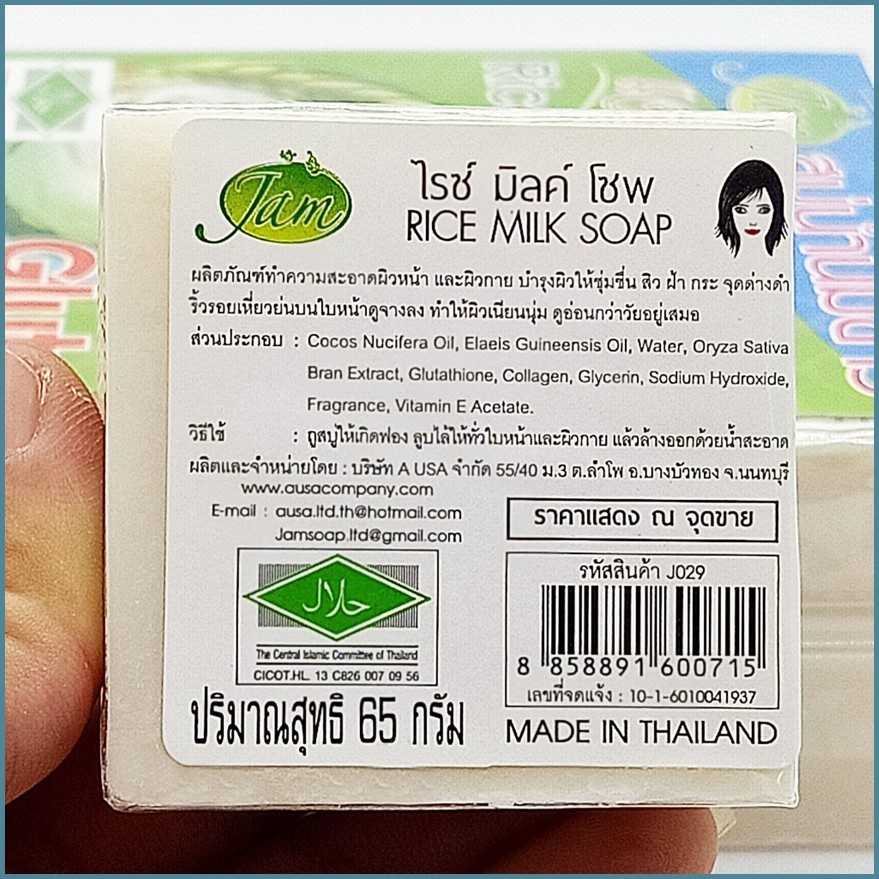 Jam
ไรซ์ มิลค์ โซพ
RICE MILK SOAP
ผลิตภัณฑ์ทำความสะอาดผิวหน้า และผิวกาย บำรุงผิวให้ชุ่มชื่น สิว ฝ้า กระ จุดด่างดำ
ริ้วรอยเหี่ยวย่นบนใบหน้าดูจางลง ทำให้ผิวเนียนนุ่ม ดูอ่อนกว่าวัยอยู่เสมอ
ส่วนประกอบ : Cocos Nucifera Oil, Elaels Guineensis Oil, Water, Oryza Sativa
Bran Extract, Glutathione, Collagen, Glycerin, Sodium Hydroxide,
Fragrance, Vitamin E Acetate.
วิธีใช้ : ถูสบู่ให้เกิดฟอง ลูบไล้ให้ทั่วใบหน้าและผิวกาย แล้วล้างออกด้วยน้ำสะอาด
ผลิตและจำหน่ายโดย : บริษัท A USA จำกัด 55/40 ม.3 ต.ลำโพ อ.บางบัวทอง จ.นนทบุรี
www.ausacompany.com
E-mail : ausa.ltd.th@hotmail.com
Jamsoap.ltd@gmail.com
ราคาแสดง ณ จุดขาย
حلال
The Central Islamic Committee of Thailand
CICOT.HL. 13 C826 007 09 56
รหัสสินค้า J029
8 858891 600715
เลขที่จดแจ้ง : 10-1-6010041937
ปริมาณสุทธิ 65 กรัม
MADE IN THAILAND
Glut